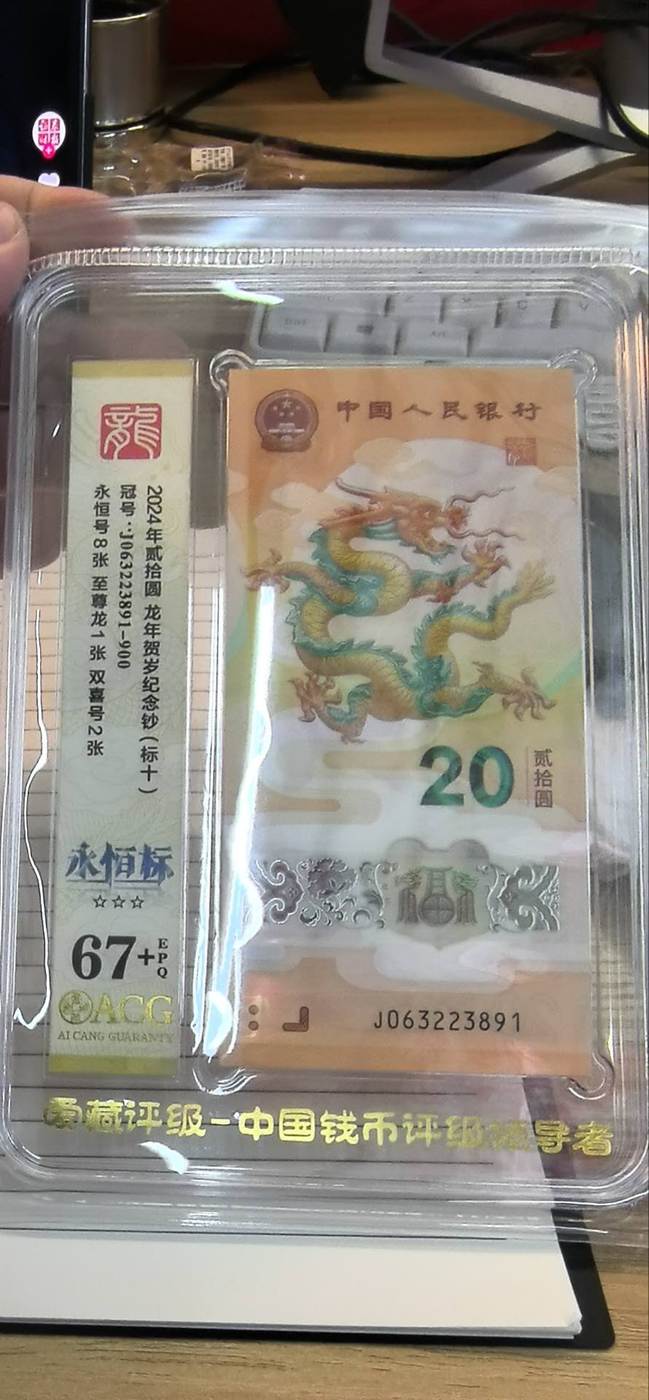 龍
2024年贰拾圆 龙年贺岁纪念钞(标十)
冠号:J063223891-900
永恒号8张 至尊龙1张 双喜号2张
永恒标
☆☆☆
67+EPQ
ACG
AI CANG GUARANTY
中国人民银行
20
贰拾圆
J063223891
爱藏评级-中国钱币评级领导者